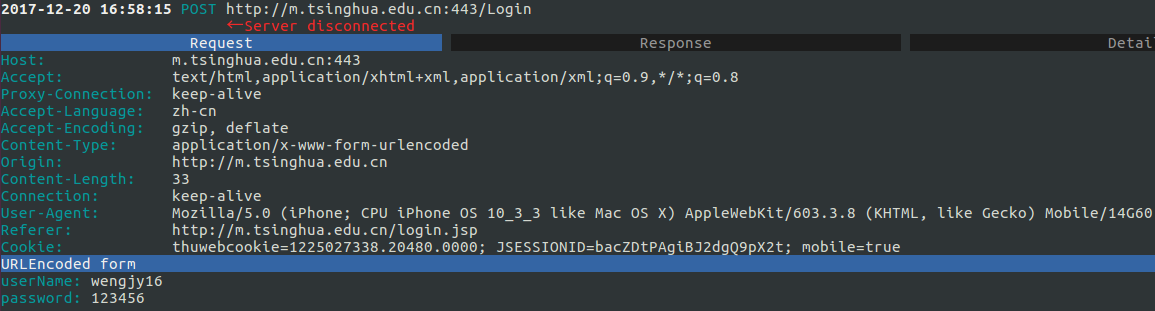 2017-12-20 16:58:15 POST http://m.tsinghua.edu.cn:443/Login
←Server disconnected
Request Response Detai
Host: m.tsinghua.edu.cn:443
Accept: text/html,application/xhtml+xml,application/xml;q=0.9,*/*;q=0.8
Proxy-Connection: keep-alive
Accept-Language: zh-cn
Accept-Encoding: gzip, deflate
Content-Type: application/x-www-form-urlencoded
Origin: http://m.tsinghua.edu.cn
Content-Length: 33
Connection: keep-alive
User-Agent: Mozilla/5.0 (iPhone; CPU iPhone OS 10_3_3 like Mac OS X) AppleWebKit/603.3.8 (KHTML, like Gecko) Mobile/14G60
Referer: http://m.tsinghua.edu.cn/login.jsp
Cookie: thuwebcookie=1225027338.20480.0000; JSESSIONID=bacZDtPAgiBJ2dgQ9pX2t; mobile=true
URLEncoded form
userName: wengjy16
password: 123456